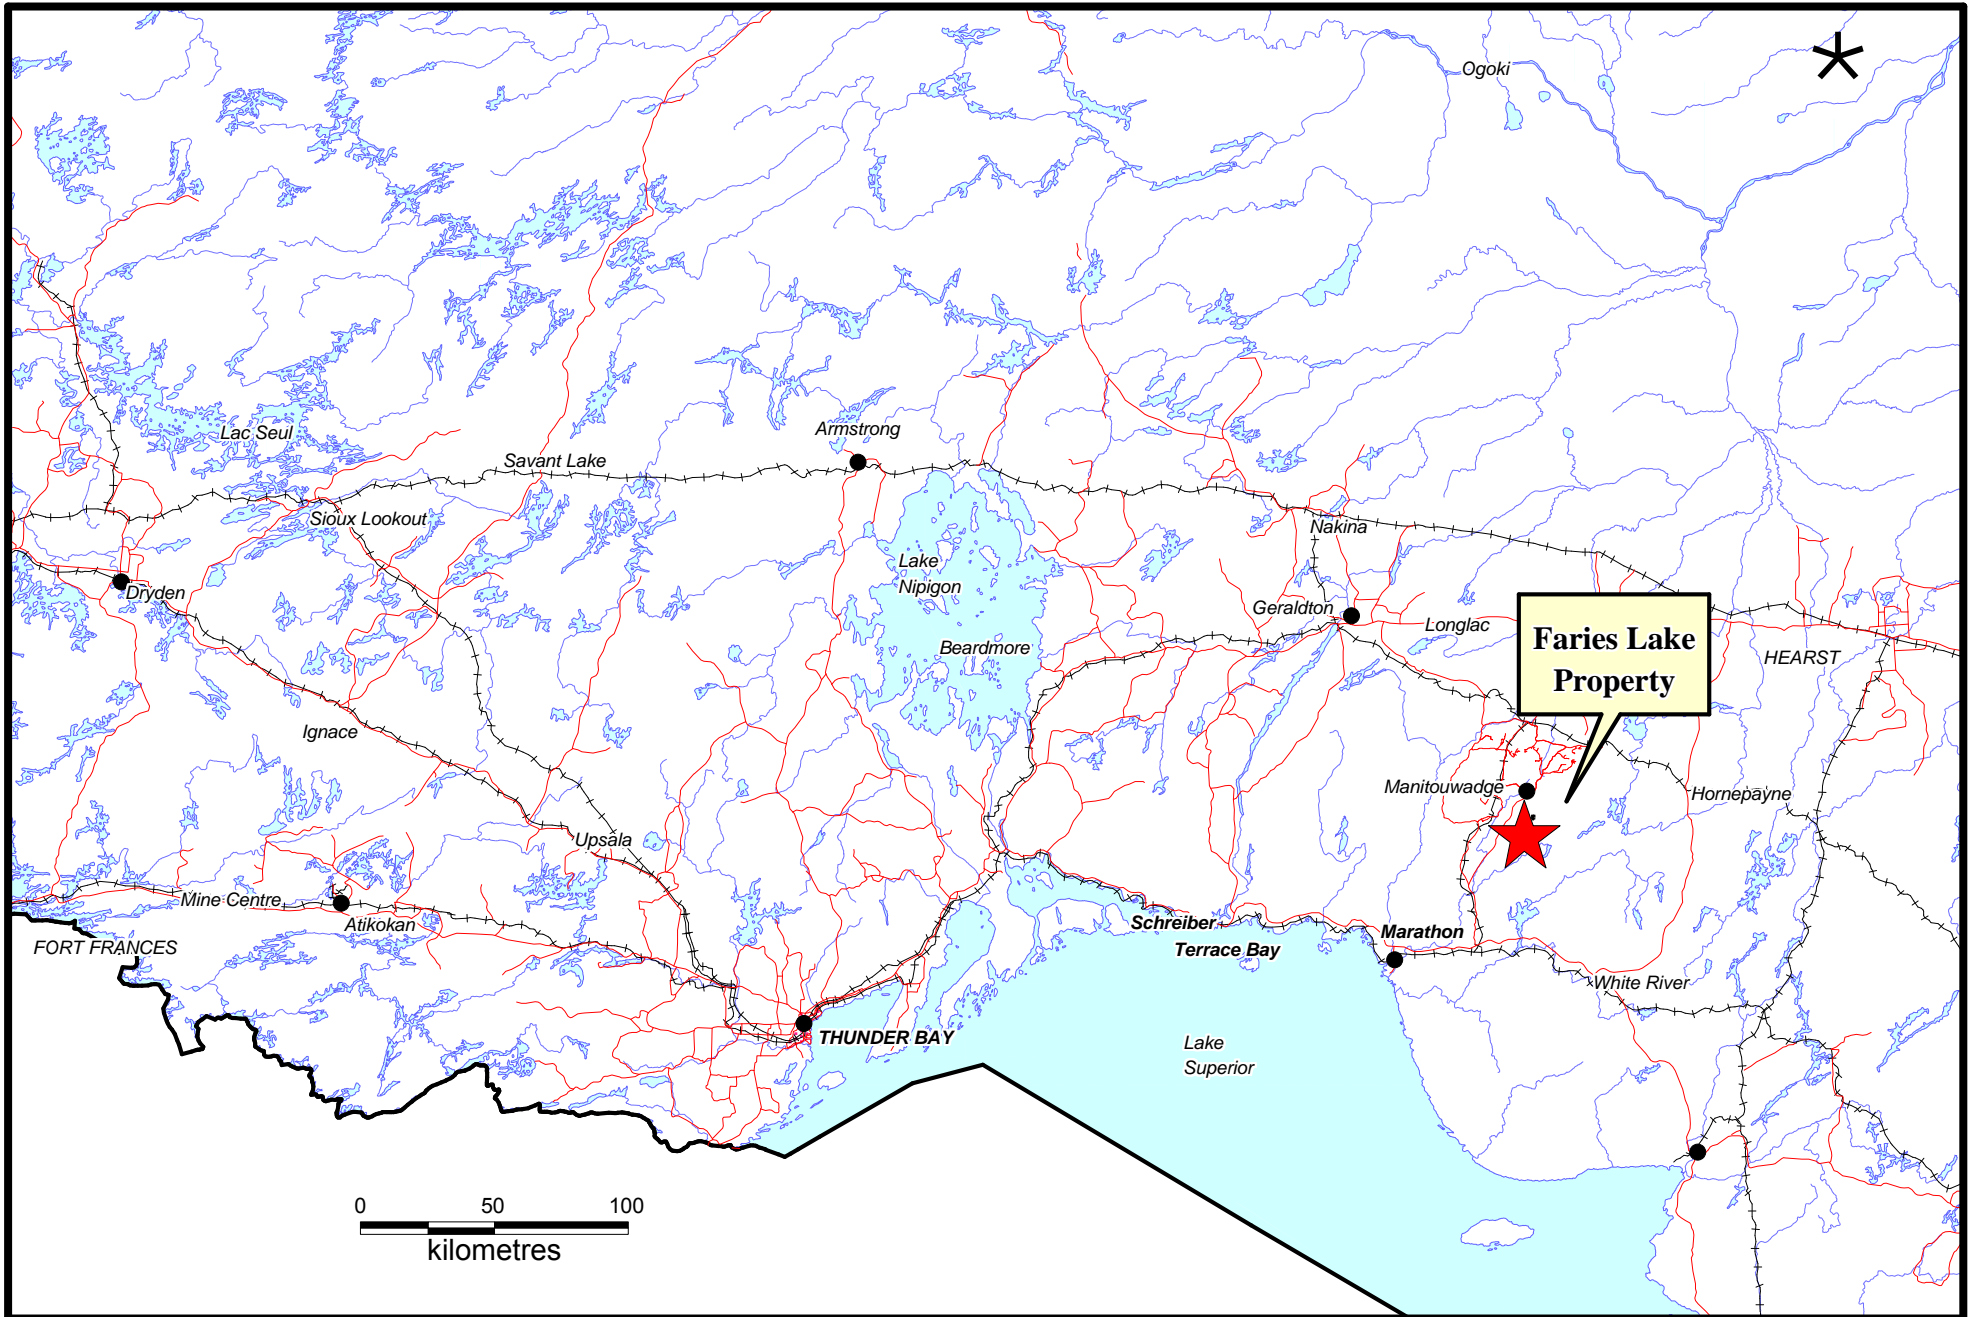 Ogoki
Lac Seul
Armstrong
Savant Lake
Sioux Lookout
Nakina
Lake
Nipigon
Dryden
Geraldton
Longlac
Faries Lake
Property
Beardmore
HEARST
Ignace
Manitouwadge
Hornepayne
Upsala
Mine Centre
Atikokan
Schreiber
Marathon
FORT FRANCES
Terrace Bay
White River
THUNDER BAY
Lake
Superior
0 50 100
kilometres